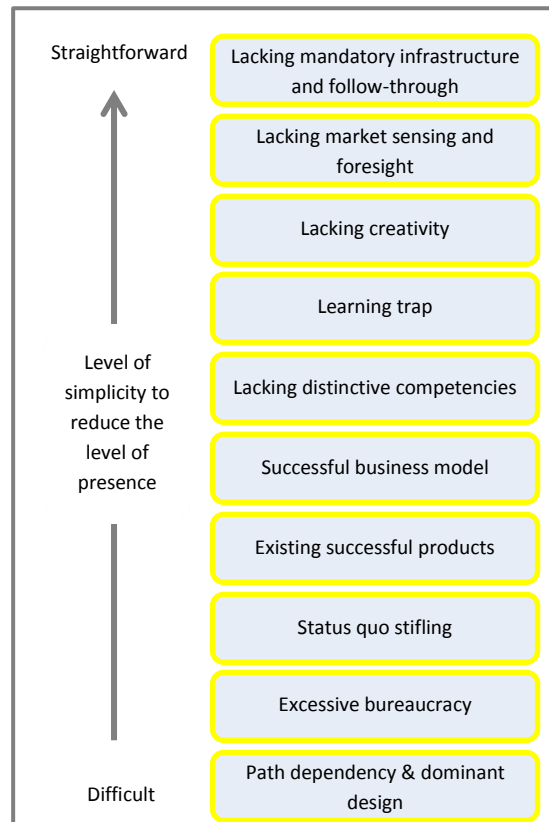 Straightforward
Lacking mandatory infrastructure
and follow-through
Lacking market sensing and
foresight
Lacking creativity
Learning trap
Level of
simplicity to
reduce the
level of
presence
Lacking distinctive competencies
Successful business model
Existing successful products
Status quo stifling
Excessive bureaucracy
Difficult
Path dependency & dominant
design